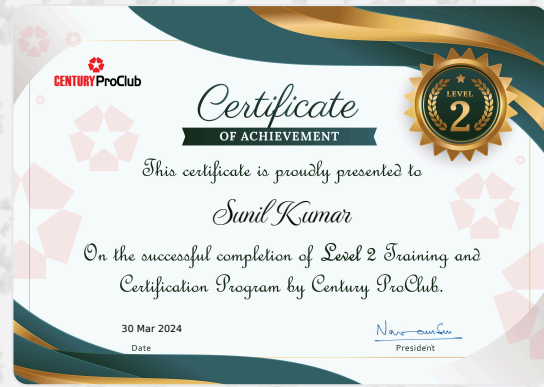 CENTURY ProClub
LEVEL
2
Certificate
OF ACHIEVEMENT
This certificate is proudly presented to
Sunil Kumar
On the successful completion of Level 2 Training and
Certification Program by Century ProClub.
30 Mar 2024
Date
President